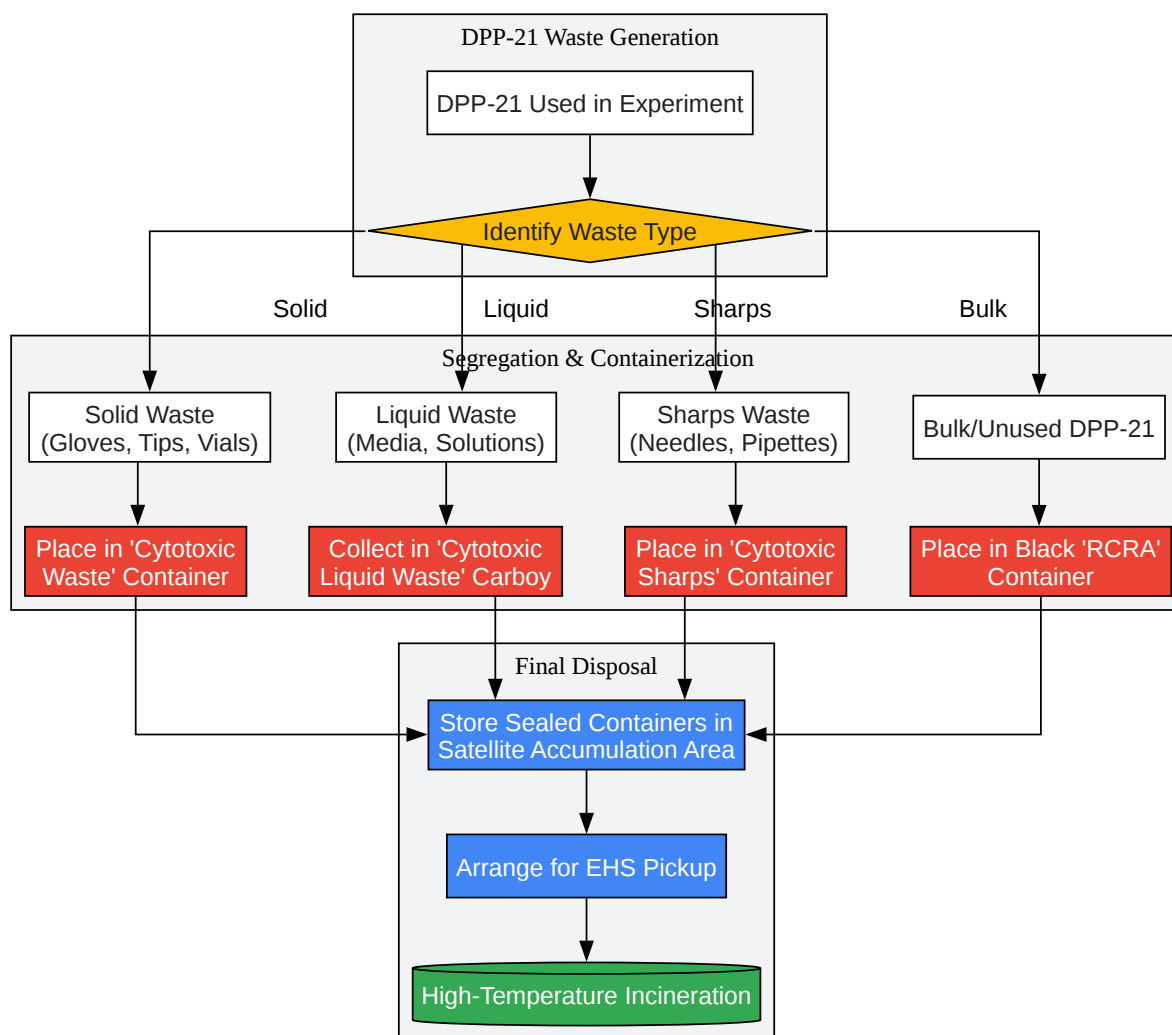 DPP-21 Waste Generation
DPP-21 Used in Experiment
Identify Waste Type
Solid
Liquid
Sharps
Bulk
Segregation & Containerization
Solid Waste
(Gloves, Tips, Vials)
Liquid Waste
(Media, Solutions)
Sharps Waste
(Needles, Pipettes)
Bulk/Unused DPP-21
Place in 'Cytotoxic
Waste' Container
Collect in 'Cytotoxic
Liquid Waste' Carboy
Place in 'Cytotoxic
Sharps' Container
Place in Black 'RCRA'
Container
Final Disposal
Store Sealed Containers in
Satellite Accumulation Area
Arrange for EHS Pickup
High-Temperature Incineration